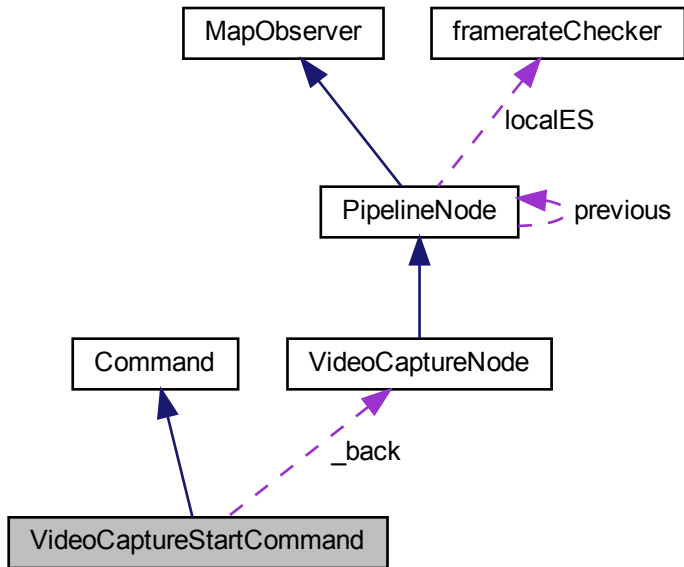 MapObserver
framerateChecker
localES
PipelineNode
previous
Command
VideoCaptureNode
_back
VideoCaptureStartCommand